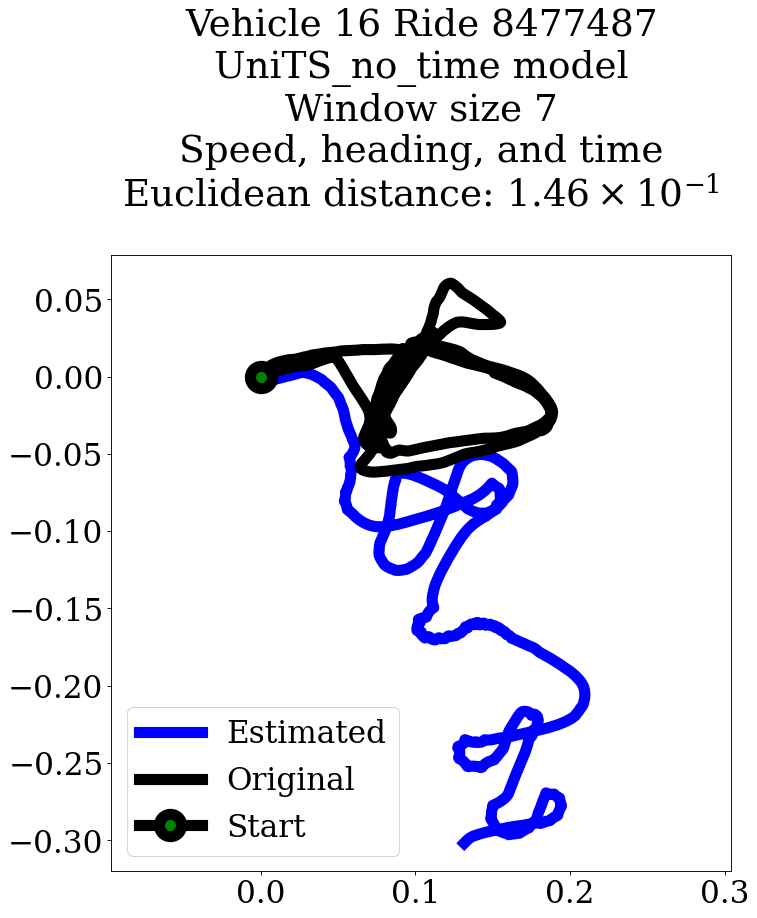 Vehicle 16 Ride 8477487
UniTS_no_time model
Window size 7
Speed, heading, and time
Euclidean distance: $1.46 \times 10^{-1}$
0.05
0.00
−0.05
−0.10
−0.15
−0.20
−0.25
−0.30
Estimated
Original
Start
0.0 0.1 0.2 0.3